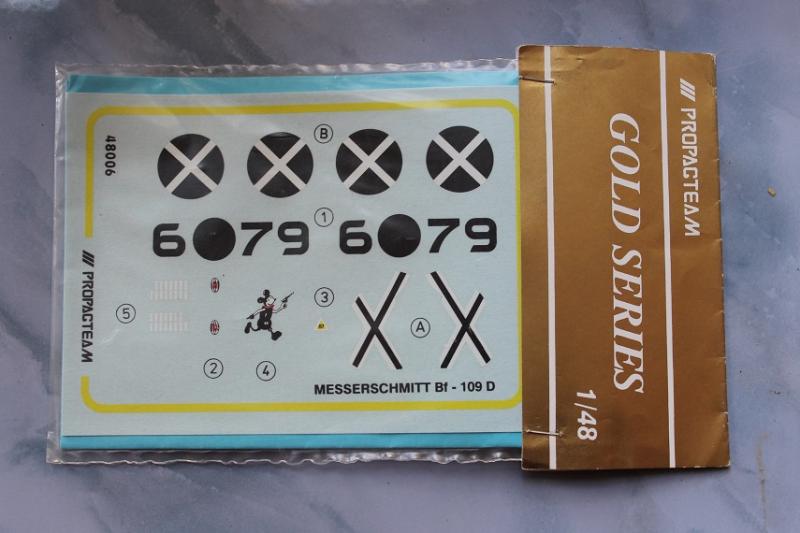 48006
B
6●79
1
6●79
/// PROPAGTEAM
5
3
A
2
4
MESSERSCHMITT Bf - 109 D
/// PROPAGTEAM
GOLD SERIES
1/48